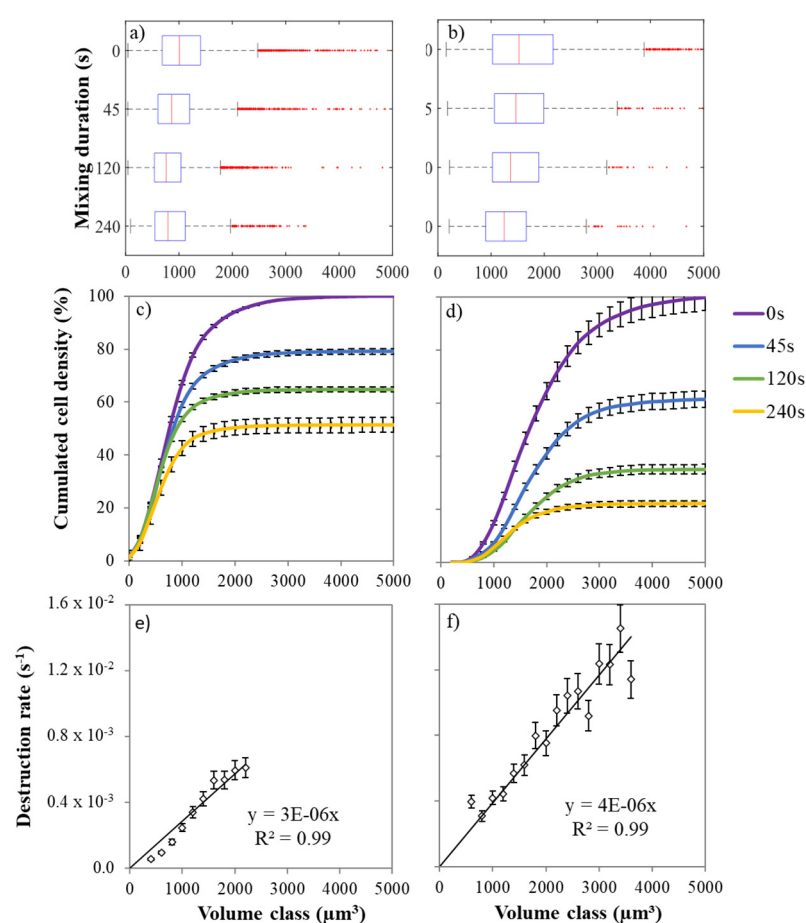 a)
b)
Mixing duration (s)
0
45
120
240
0
5
0
0
0 1000 2000 3000 4000 5000
0 1000 2000 3000 4000 5000
c)
d)
Cumulated cell density (%)
100
80
60
40
20
0
0 1000 2000 3000 4000 5000
0 1000 2000 3000 4000 5000
0s
45s
120s
240s
e)
f)
Destruction rate (s⁻¹)
1.6 x 10⁻²
1.2 x 10⁻²
0.8 x 10⁻³
0.4 x 10⁻³
0.0
y = 3E-06x
R² = 0.99
y = 4E-06x
R² = 0.99
0 1000 2000 3000 4000 5000
0 1000 2000 3000 4000 5000
Volume class (µm³)
Volume class (µm³)